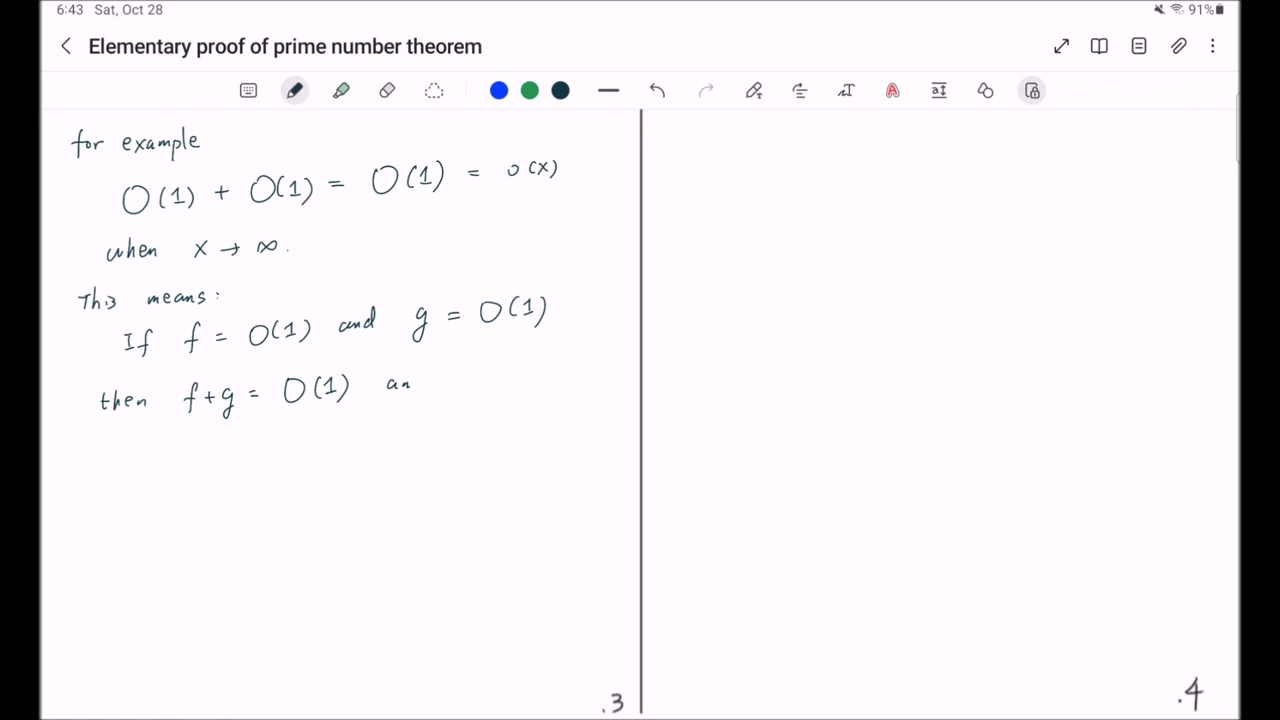 6:43 Sat, Oct 28
91%
Elementary proof of prime number theorem
for example
O(1) + O(1) = O(1) = o(x)
when x → ∞.
This means:
If f = O(1) and g = O(1)
then f+g = O(1) an
.3
.4